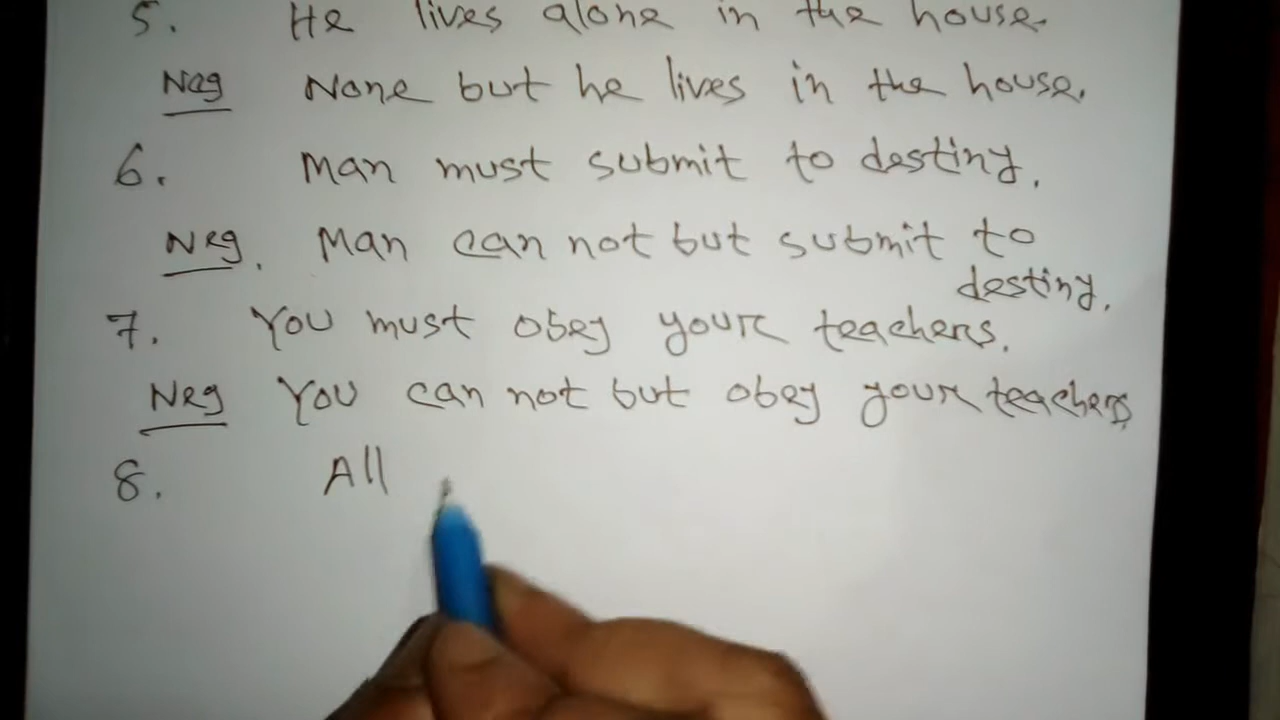 5. He lives alone in the house.
Neg None but he lives in the house.
6. Man must submit to destiny.
Neg. Man can not but submit to
destiny.
7. You must obey your teachers.
Neg You can not but obey your teachers
8. All